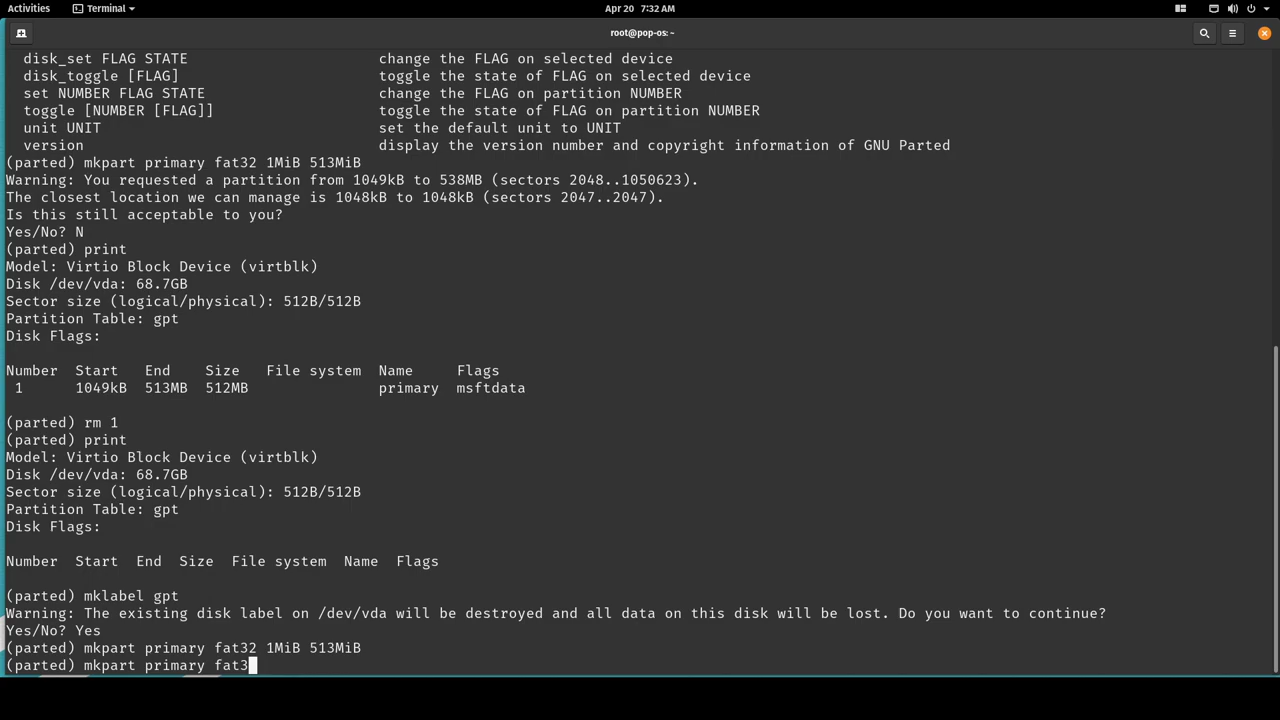 Activities
Terminal
Apr 20 7:32 AM
root@pop-os: ~
disk_set FLAG STATE change the FLAG on selected device
disk_toggle [FLAG] toggle the state of FLAG on selected device
set NUMBER FLAG STATE change the FLAG on partition NUMBER
toggle [NUMBER [FLAG]] toggle the state of FLAG on partition NUMBER
unit UNIT set the default unit to UNIT
version display the version number and copyright information of GNU Parted
(parted) mkpart primary fat32 1MiB 513MiB
Warning: You requested a partition from 1049kB to 538MB (sectors 2048..1050623).
The closest location we can manage is 1048kB to 1048kB (sectors 2047..2047).
Is this still acceptable to you?
Yes/No? N
(parted) print
Model: Virtio Block Device (virtblk)
Disk /dev/vda: 68.7GB
Sector size (logical/physical): 512B/512B
Partition Table: gpt
Disk Flags:
Number Start End Size File system Name Flags
1 1049kB 513MB 512MB primary msftdata
(parted) rm 1
(parted) print
Model: Virtio Block Device (virtblk)
Disk /dev/vda: 68.7GB
Sector size (logical/physical): 512B/512B
Partition Table: gpt
Disk Flags:
Number Start End Size File system Name Flags
(parted) mklabel gpt
Warning: The existing disk label on /dev/vda will be destroyed and all data on this disk will be lost. Do you want to continue?
Yes/No? Yes
(parted) mkpart primary fat32 1MiB 513MiB
(parted) mkpart primary fat3